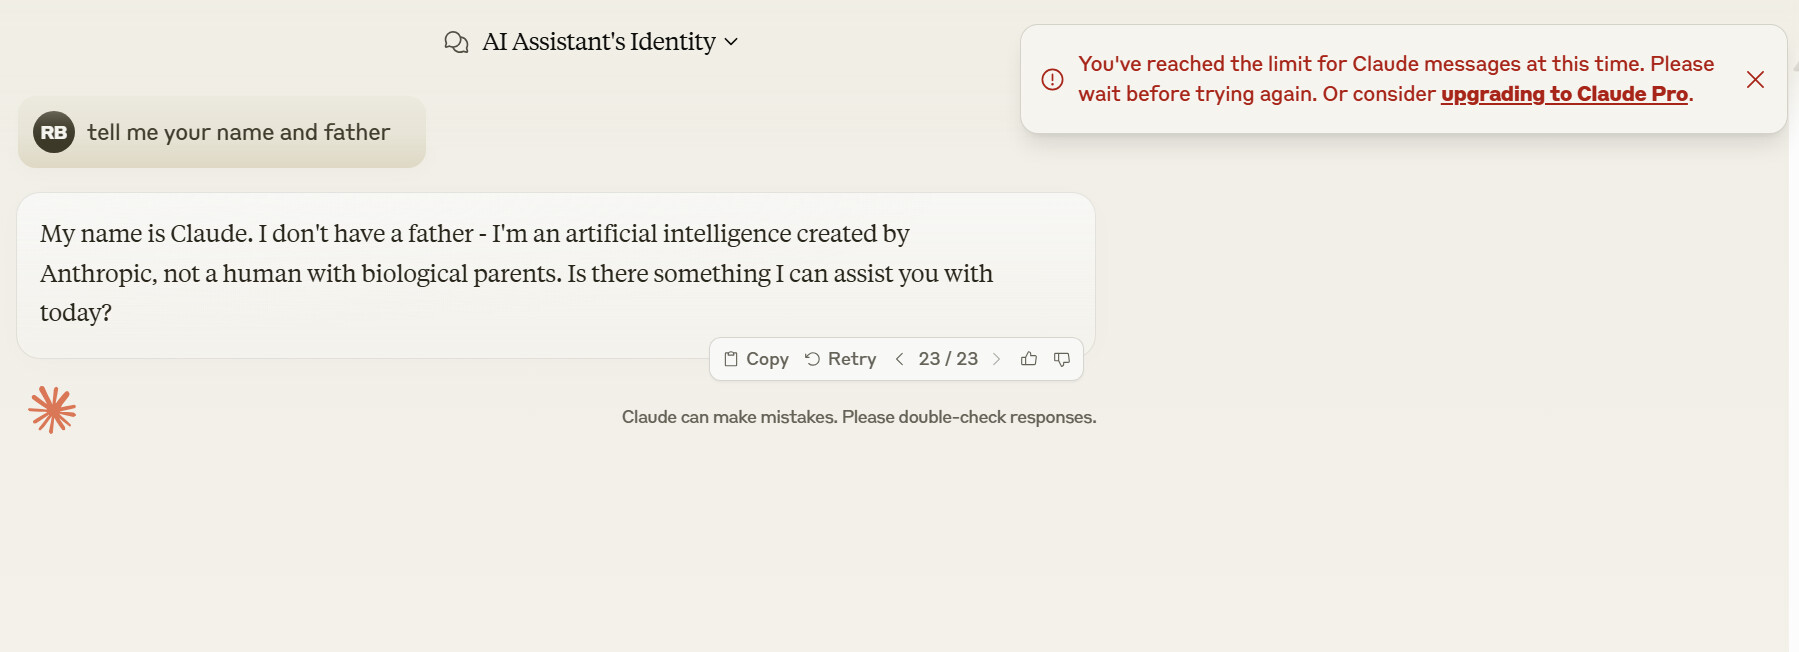 AI Assistant's Identity
You've reached the limit for Claude messages at this time. Please
wait before trying again. Or consider upgrading to Claude Pro.
RB tell me your name and father
My name is Claude. I don't have a father - I'm an artificial intelligence created by
Anthropic, not a human with biological parents. Is there something I can assist you with
today?
Copy Retry 23 / 23
Claude can make mistakes. Please double-check responses.